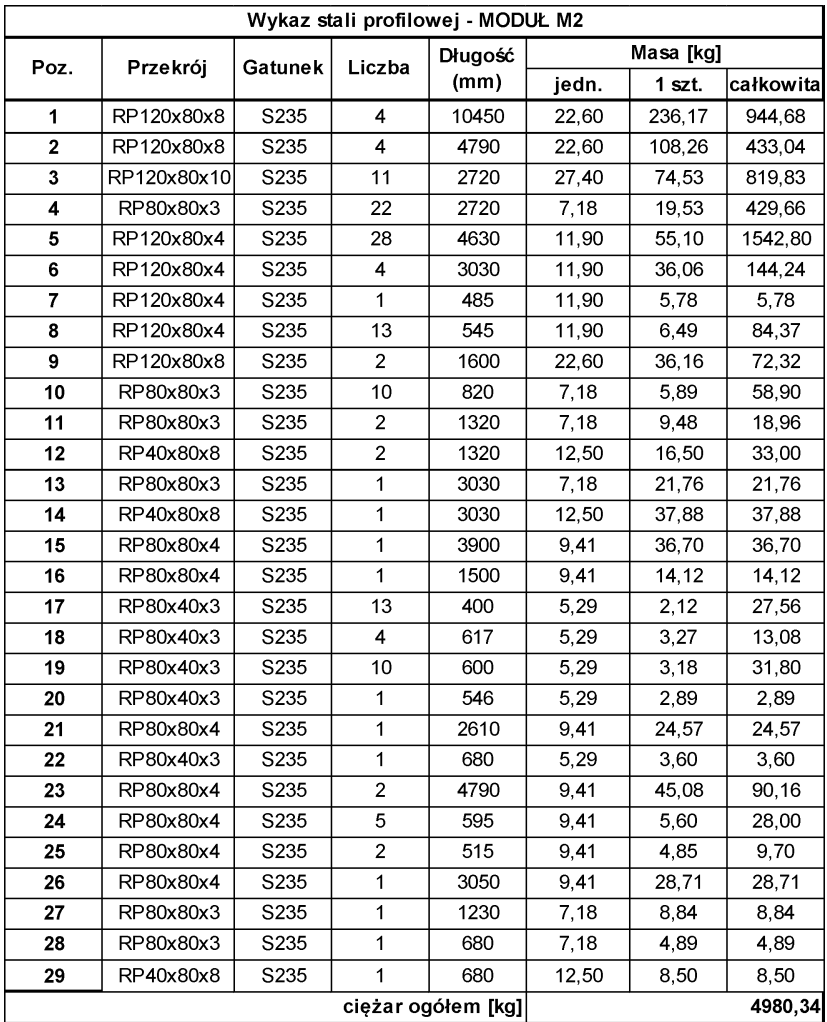 Wykaz stali profilowej - MODUŁ M2
Poz. Przekrój Gatunek Liczba Długość (mm) Masa [kg]
jedn. 1 szt. całkowita
1 RP120x80x8 S235 4 10450 22,60 236,17 944,68
2 RP120x80x8 S235 4 4790 22,60 108,26 433,04
3 RP120x80x10 S235 11 2720 27,40 74,53 819,83
4 RP80x80x3 S235 22 2720 7,18 19,53 429,66
5 RP120x80x4 S235 28 4630 11,90 55,10 1542,80
6 RP120x80x4 S235 4 3030 11,90 36,06 144,24
7 RP120x80x4 S235 1 485 11,90 5,78 5,78
8 RP120x80x4 S235 13 545 11,90 6,49 84,37
9 RP120x80x8 S235 2 1600 22,60 36,16 72,32
10 RP80x80x3 S235 10 820 7,18 5,89 58,90
11 RP80x80x3 S235 2 1320 7,18 9,48 18,96
12 RP40x80x8 S235 2 1320 12,50 16,50 33,00
13 RP80x80x3 S235 1 3030 7,18 21,76 21,76
14 RP40x80x8 S235 1 3030 12,50 37,88 37,88
15 RP80x80x4 S235 1 3900 9,41 36,70 36,70
16 RP80x80x4 S235 1 1500 9,41 14,12 14,12
17 RP80x40x3 S235 13 400 5,29 2,12 27,56
18 RP80x40x3 S235 4 617 5,29 3,27 13,08
19 RP80x40x3 S235 10 600 5,29 3,18 31,80
20 RP80x40x3 S235 1 546 5,29 2,89 2,89
21 RP80x80x4 S235 1 2610 9,41 24,57 24,57
22 RP80x40x3 S235 1 680 5,29 3,60 3,60
23 RP80x80x4 S235 2 4790 9,41 45,08 90,16
24 RP80x80x4 S235 5 595 9,41 5,60 28,00
25 RP80x80x4 S235 2 515 9,41 4,85 9,70
26 RP80x80x4 S235 1 3050 9,41 28,71 28,71
27 RP80x80x3 S235 1 1230 7,18 8,84 8,84
28 RP80x80x3 S235 1 680 7,18 4,89 4,89
29 RP40x80x8 S235 1 680 12,50 8,50 8,50
ciężar ogółem [kg] 4980,34